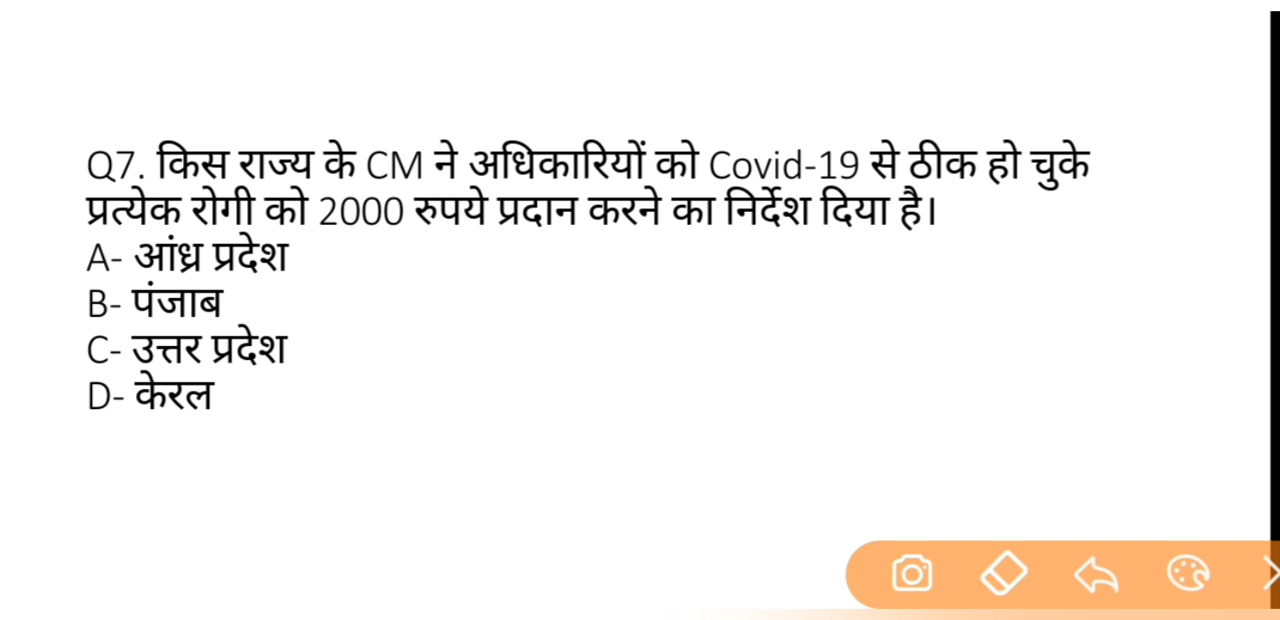 Q7. किस राज्य के CM ने अधिकारियों को Covid-19 से ठीक हो चुके
प्रत्येक रोगी को 2000 रुपये प्रदान करने का निर्देश दिया है।
A- आंध्र प्रदेश
B- पंजाब
C- उत्तर प्रदेश
D- केरल